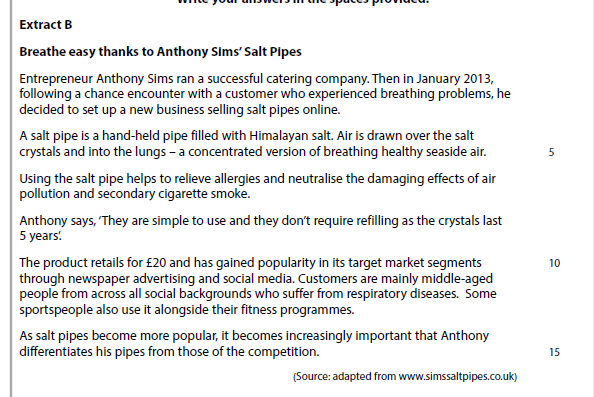 Write your answers in the spaces provided.
Extract B
Breathe easy thanks to Anthony Sims’ Salt Pipes
Entrepreneur Anthony Sims ran a successful catering company. Then in January 2013,
following a chance encounter with a customer who experienced breathing problems, he
decided to set up a new business selling salt pipes online.
A salt pipe is a hand-held pipe filled with Himalayan salt. Air is drawn over the salt
crystals and into the lungs – a concentrated version of breathing healthy seaside air. 5
Using the salt pipe helps to relieve allergies and neutralise the damaging effects of air
pollution and secondary cigarette smoke.
Anthony says, ‘They are simple to use and they don’t require refilling as the crystals last
5 years’.
The product retails for £20 and has gained popularity in its target market segments 10
through newspaper advertising and social media. Customers are mainly middle-aged
people from across all social backgrounds who suffer from respiratory diseases. Some
sportspeople also use it alongside their fitness programmes.
As salt pipes become more popular, it becomes increasingly important that Anthony
differentiates his pipes from those of the competition. 15
(Source: adapted from www.simssaltpipes.co.uk)